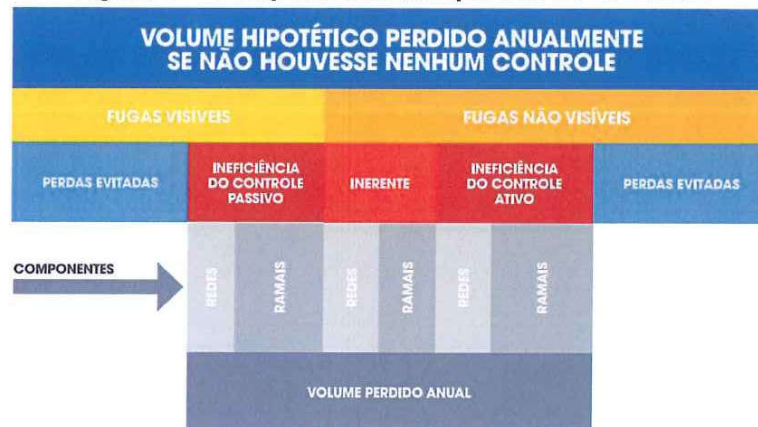 VOLUME HIPOTÉTICO PERDIDO ANUALMENTE
SE NÃO HOUVESSE NENHUM CONTROLE
FUGAS VISÍVEIS
FUGAS NÃO VISÍVEIS
PERDAS EVITADAS
INEFICIÊNCIA
DO CONTROLE
PASSIVO
INERENTE
INEFICIÊNCIA
DO CONTROLE
ATIVO
PERDAS EVITADAS
COMPONENTES
REDES
RAMAIS
REDES
RAMAIS
REDES
RAMAIS
VOLUME PERDIDO ANUAL